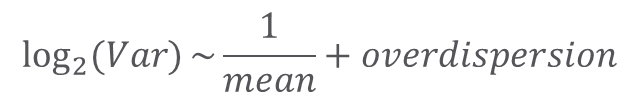 log₂(Var) ~ 1/mean + overdispersion